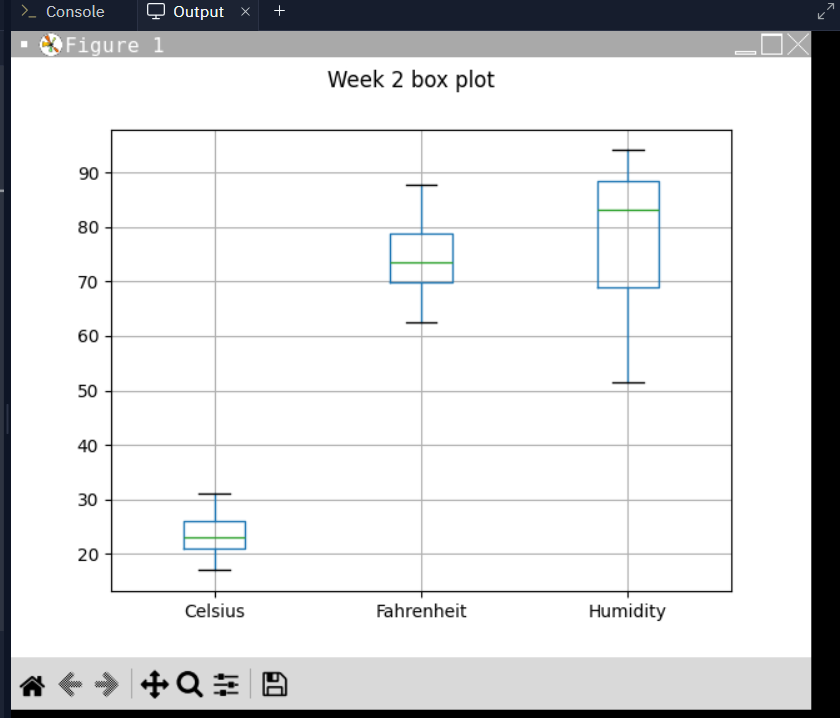 >_ Console Output × +
Figure 1
Week 2 box plot
90
80
70
60
50
40
30
20
Celsius Fahrenheit Humidity